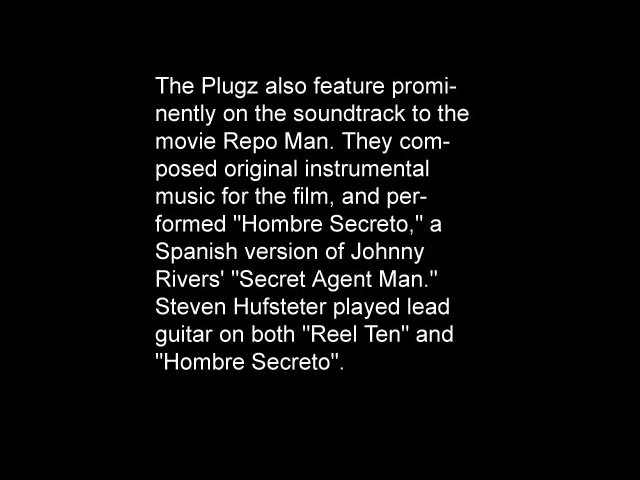 The Plugz also feature promi-
nently on the soundtrack to the
movie Repo Man. They com-
posed original instrumental
music for the film, and per-
formed "Hombre Secreto," a
Spanish version of Johnny
Rivers' "Secret Agent Man."
Steven Hufsteter played lead
guitar on both "Reel Ten" and
"Hombre Secreto".